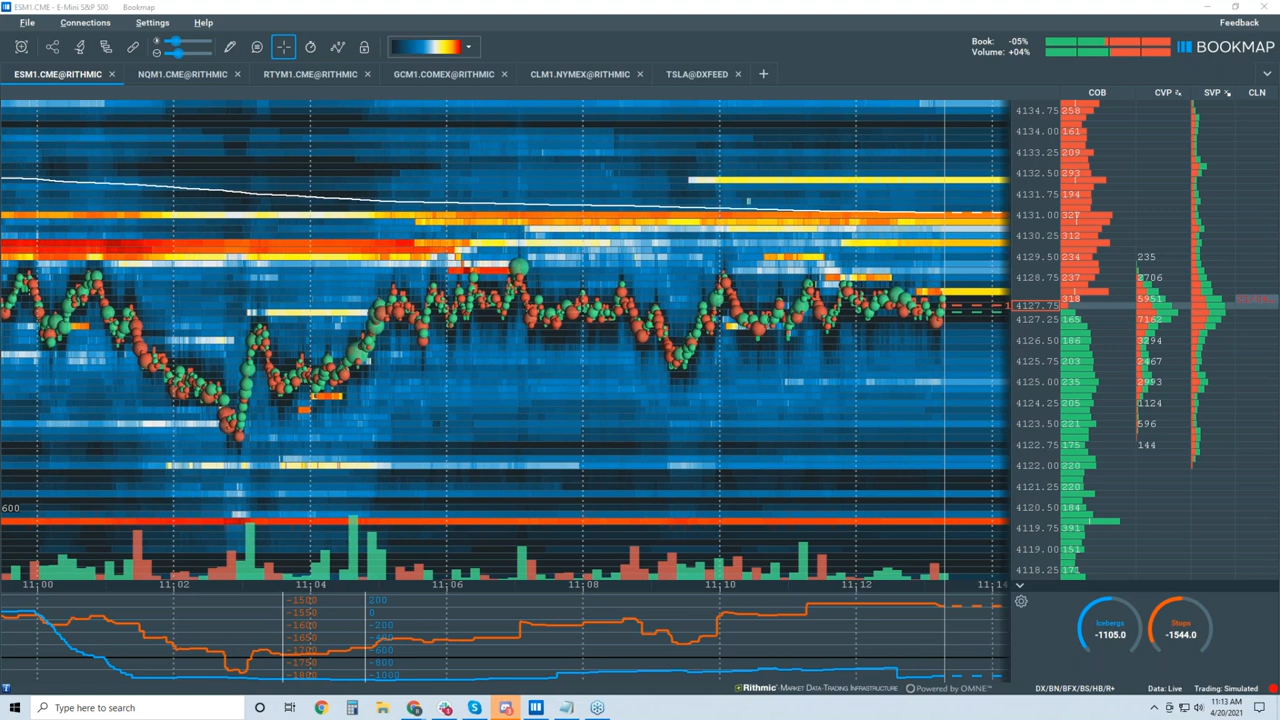 ESM1.CME - E-Mini S&P 500 Bookmap
File Connections Settings Help Feedback
Book: -05%
Volume: +04%
BOOKMAP
ESM1.CME@RITHMIC NQM1.CME@RITHMIC RTYM1.CME@RITHMIC GCM1.COMEX@RITHMIC CLM1.NYMEX@RITHMIC TSLA@DXFEED
COB CVP SVP CLN
4134.75 258
4134.00 161
4133.25 209
4132.50 293
4131.75 194
4131.00 327
4130.25 312
4129.50 234 235
4128.75 237 2706
318 5951
4127.75
4127.25 165 7162
4126.50 186 3294
4125.75 203 2467
4125.00 235 2993
4124.25 205 1124
4123.50 221 596
4122.75 175 144
4122.00 220
4121.25 220
4120.50 184
600
4119.75 391
4119.00 151
4118.25 171
11:00 11:02 11:04 11:06 11:08 11:10 11:12 11:14
-1500 200
-1550 0
-1600 -200
-1650 -400
-1700 -600
-1750 -800
-1800 -1000
Icebergs
-1105.0
Stops
-1544.0
Rithmic™ MARKET DATA-TRADING INFRASTRUCTURE Powered by OMNE™ DX/BN/BFX/BS/HB/R+ Data: Live Trading: Simulated
Type here to search
11:13 AM
4/20/2021